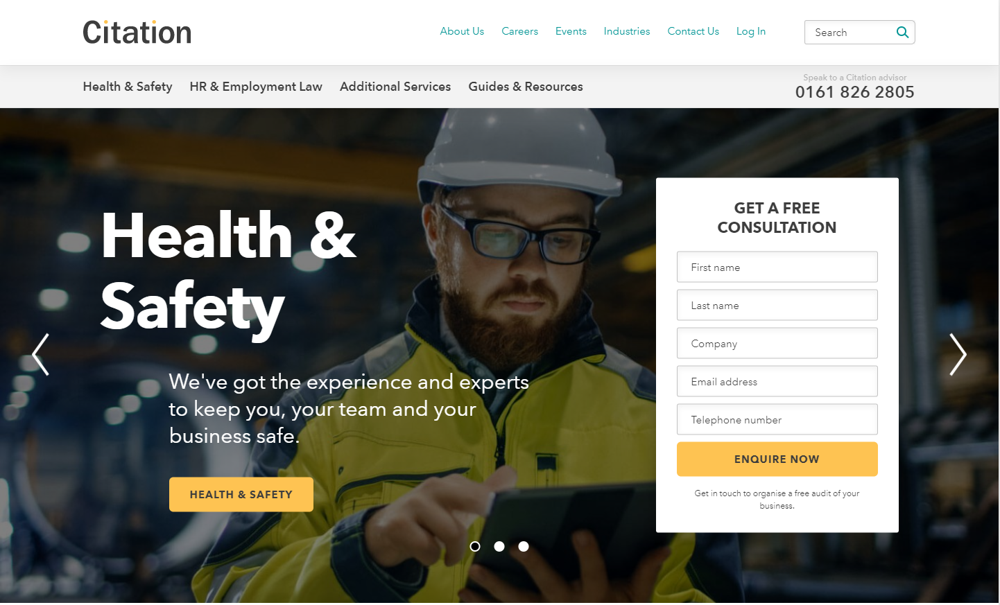 Citation
About Us Careers Events Industries Contact Us Log In
Search
Health & Safety HR & Employment Law Additional Services Guides & Resources
Speak to a Citation advisor
0161 826 2805
Health &
Safety
We've got the experience and experts
to keep you, your team and your
business safe.
HEALTH & SAFETY
GET A FREE
CONSULTATION
First name
Last name
Company
Email address
Telephone number
ENQUIRE NOW
Get in touch to organise a free audit of your
business.